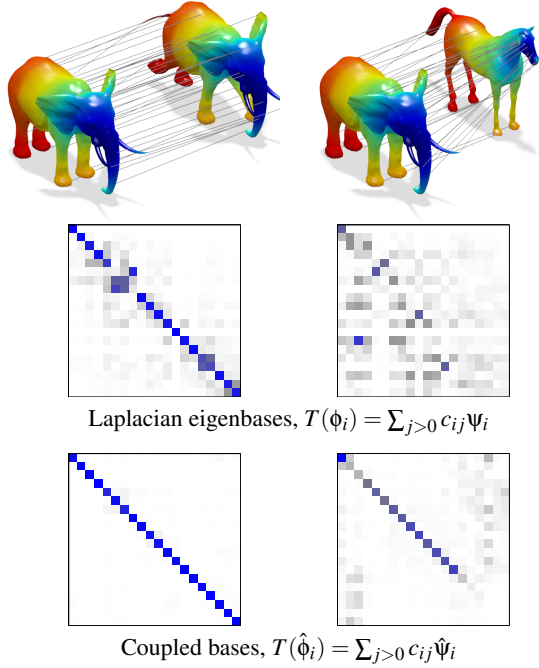 Laplacian eigenbases, T(ϕ_i) = ∑_{j>0} c_{ij}ψ_i
Coupled bases, T(ϕ̂_i) = ∑_{j>0} c_{ij}ψ̂_i